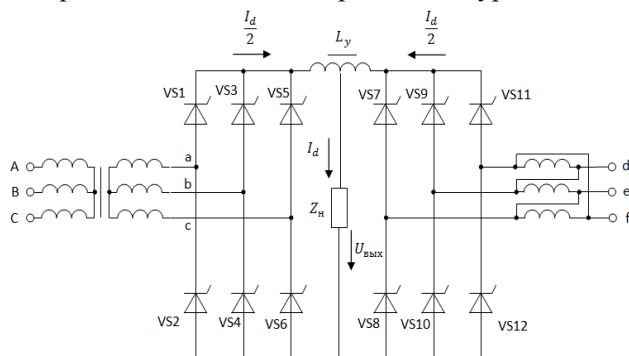 I_d/2
L_y
I_d/2
VS1
VS3
VS5
VS7
VS9
VS11
A
B
C
a
b
c
I_d
Z_н
U_вых
d
e
f
VS2
VS4
VS6
VS8
VS10
VS12